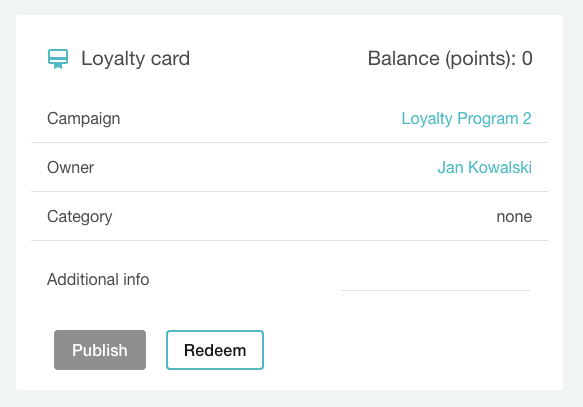 Loyalty card Balance (points): 0
Campaign Loyalty Program 2
Owner Jan Kowalski
Category none
Additional info
Publish Redeem